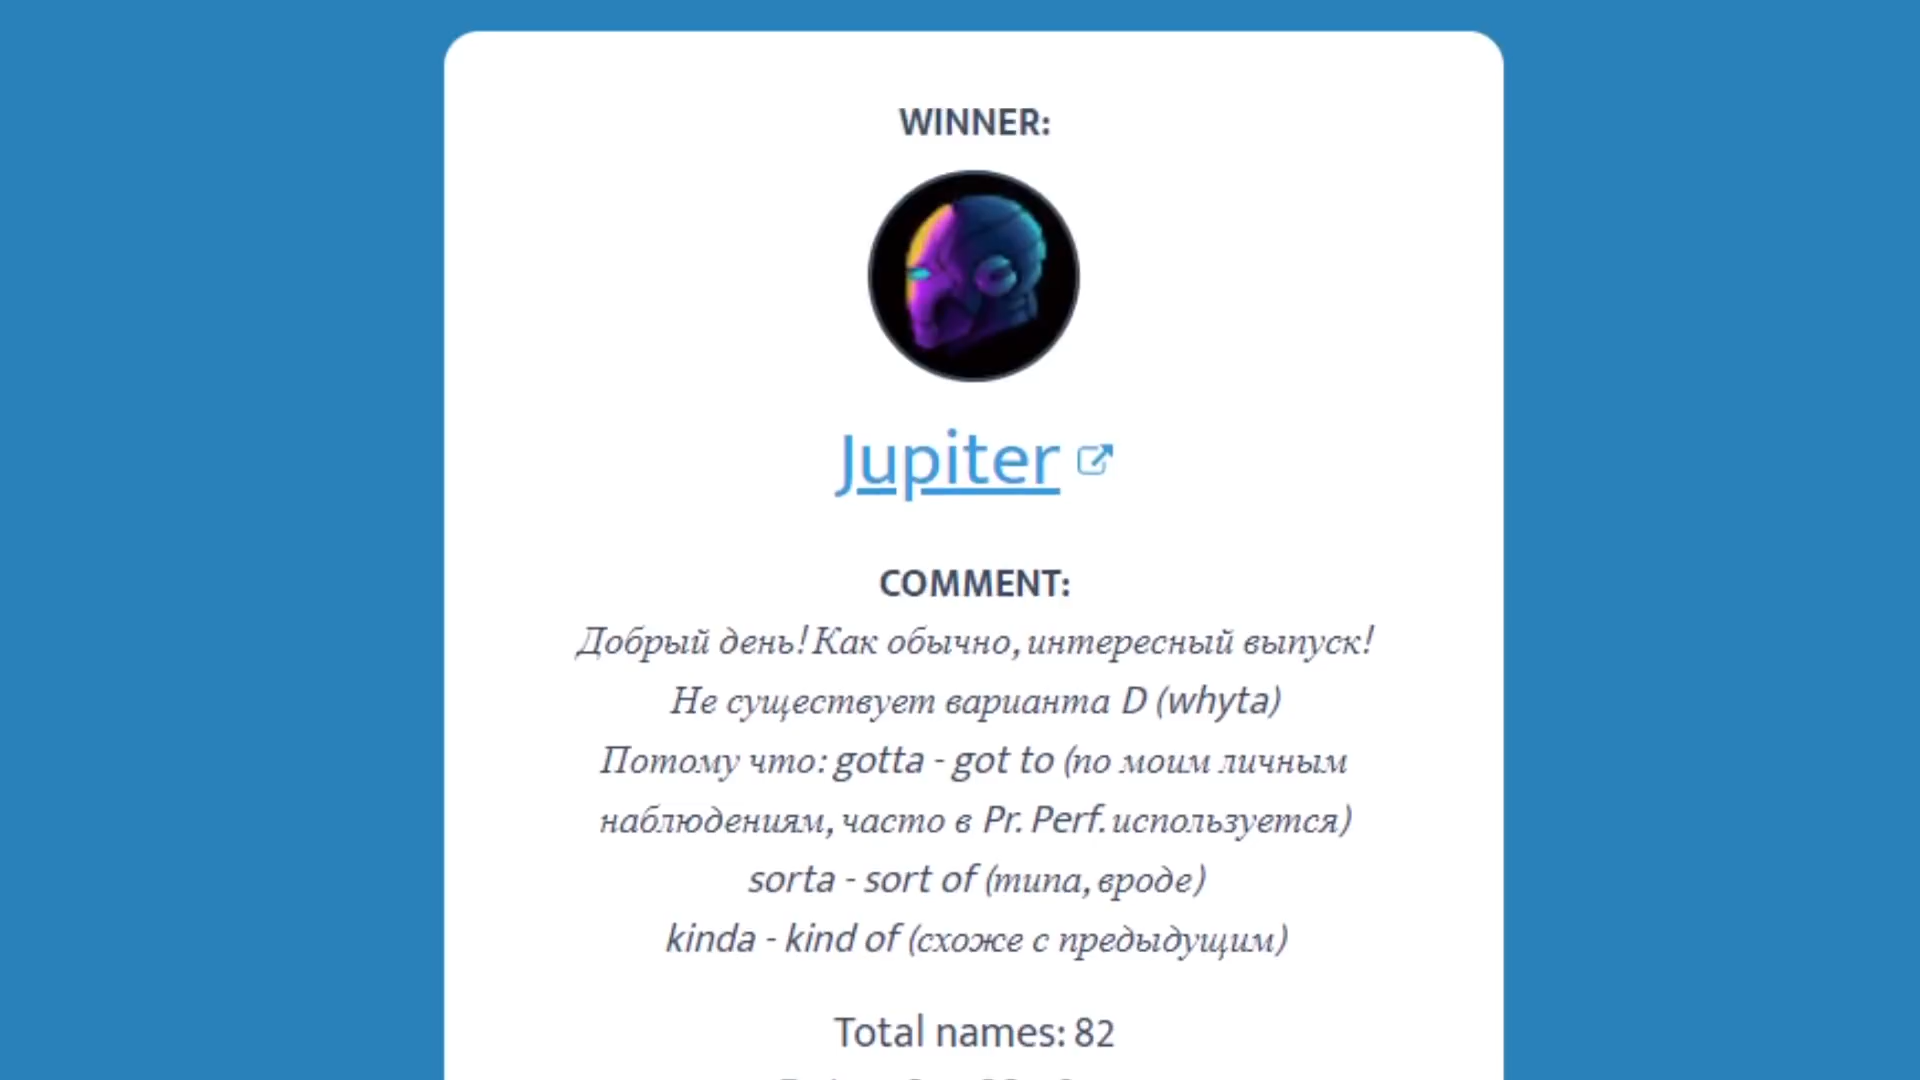 WINNER:
Jupiter
COMMENT:
Добрый день! Как обычно, интересный выпуск!
Не существует варианта D (whyta)
Потому что: gotta - got to (по моим личным
наблюдениям, часто в Pr. Perf. используется)
sorta - sort of (типа, вроде)
kinda - kind of (схоже с предыдущим)
Total names: 82